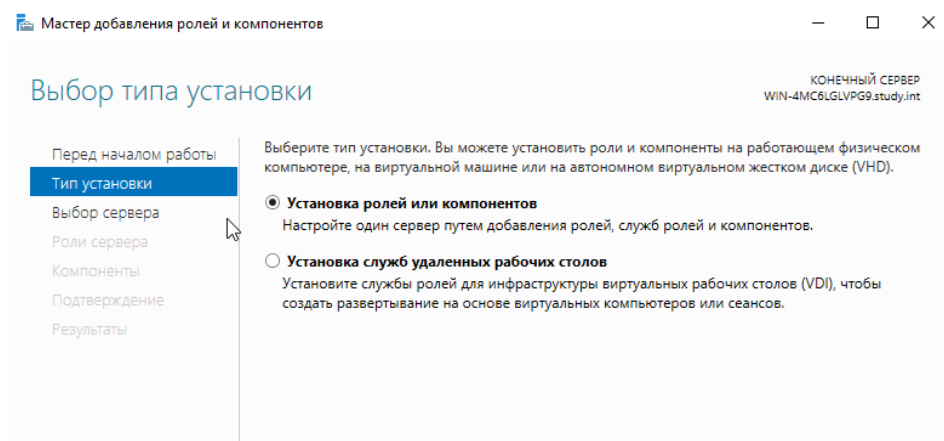 Мастер добавления ролей и компонентов
Выбор типа установки
КОНЕЧНЫЙ СЕРВЕР
WIN-4MC6LGLVPG9.study.int
Перед началом работы
Тип установки
Выбор сервера
Роли сервера
Компоненты
Подтверждение
Результаты
Выберите тип установки. Вы можете установить роли и компоненты на работающем физическом
компьютере, на виртуальной машине или на автономном виртуальном жестком диске (VHD).
Установка ролей или компонентов
Настройте один сервер путем добавления ролей, служб ролей и компонентов.
Установка служб удаленных рабочих столов
Установите службы ролей для инфраструктуры виртуальных рабочих столов (VDI), чтобы
создать развертывание на основе виртуальных компьютеров или сеансов.